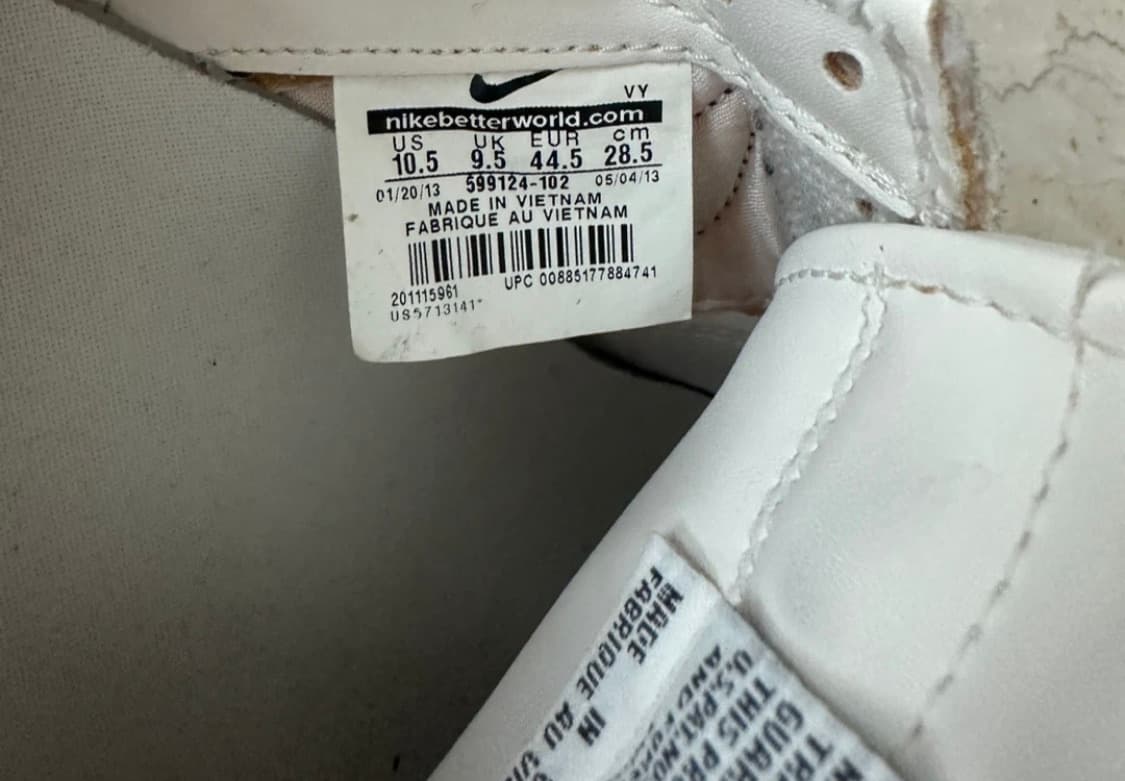 VY
nikebetterworld.com
US UK EUR cm
10.5 9.5 44.5 28.5
01/20/13 599124-102 05/04/13
MADE IN VIETNAM
FABRIQUE AU VIETNAM
UPC 00885177884741
201115961
US5713141
MADE IN
FABRIQUE AU
U.S.PAT.NO
AND
THIS